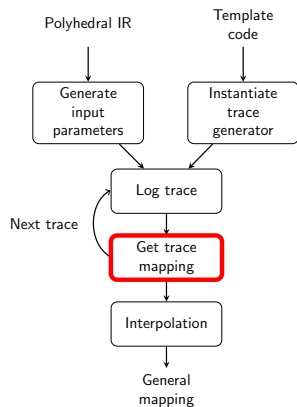 Polyhedral IR
Template
code
Generate
input
parameters
Instantiate
trace
generator
Log trace
Next trace
Get trace
mapping
Interpolation
General
mapping